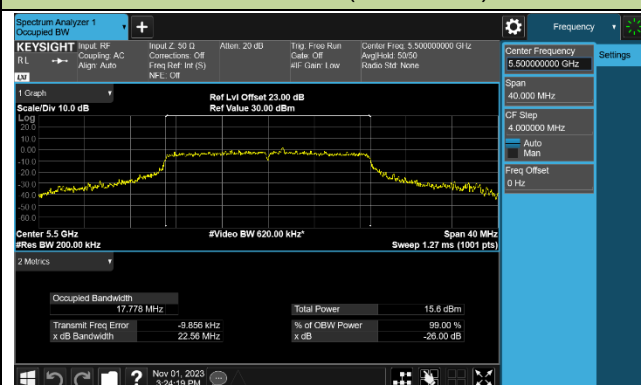 Spectrum Analyzer 1
Occupied BW
Frequency
KEYSIGHT Input: RF
RL
Coupling: AC
Align: Auto
Input Z: 50 Ω
Corrections: Off
Freq Ref: Int (S)
NFE: Off
Atten: 20 dB
Trig: Free Run
Gate: Off
#IF Gain: Low
Center Freq: 5.500000000 GHz
Avg|Hold: 50/50
Radio Std: None
LXI
Center Frequency
5.500000000 GHz
Settings
Span
40.000 MHz
CF Step
4.000000 MHz
Auto
Man
Freq Offset
0 Hz
1 Graph
Scale/Div 10.0 dB
Ref Lvl Offset 23.00 dB
Ref Value 30.00 dBm
Log
20.0
10.0
0.00
-10.0
-20.0
-30.0
-40.0
-50.0
-60.0
Center 5.5 GHz
#Video BW 620.00 kHz*
Span 40 MHz
#Res BW 200.00 kHz
Sweep 1.27 ms (1001 pts)
2 Metrics
Occupied Bandwidth
17.778 MHz
Total Power 15.6 dBm
Transmit Freq Error -9.856 kHz
% of OBW Power 99.00 %
x dB Bandwidth 22.56 MHz
x dB -26.00 dB
?
Nov 01, 2023
3:24:19 PM